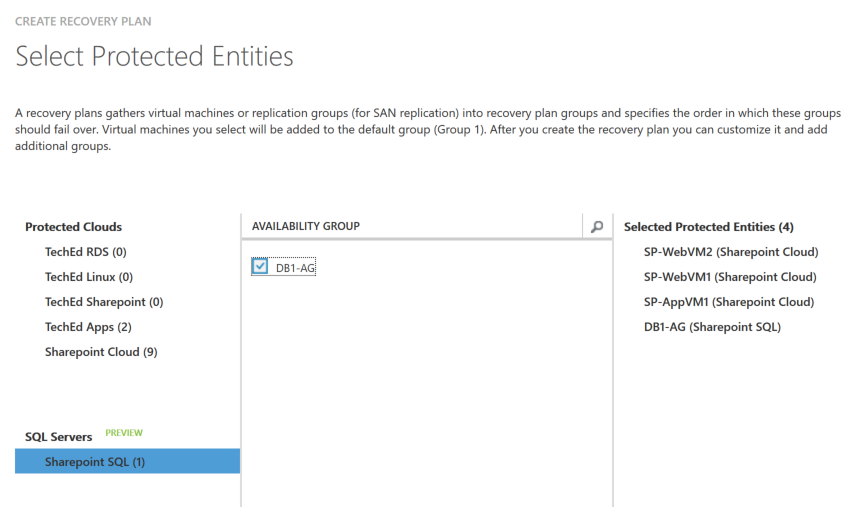 CREATE RECOVERY PLAN
Select Protected Entities
A recovery plans gathers virtual machines or replication groups (for SAN replication) into recovery plan groups and specifies the order in which these groups
should fail over. Virtual machines you select will be added to the default group (Group 1). After you create the recovery plan you can customize it and add
additional groups.
Protected Clouds
TechEd RDS (0)
TechEd Linux (0)
TechEd Sharepoint (0)
TechEd Apps (2)
Sharepoint Cloud (9)
SQL Servers PREVIEW
Sharepoint SQL (1)
AVAILABILITY GROUP
DB1-AG
Selected Protected Entities (4)
SP-WebVM2 (Sharepoint Cloud)
SP-WebVM1 (Sharepoint Cloud)
SP-AppVM1 (Sharepoint Cloud)
DB1-AG (Sharepoint SQL)